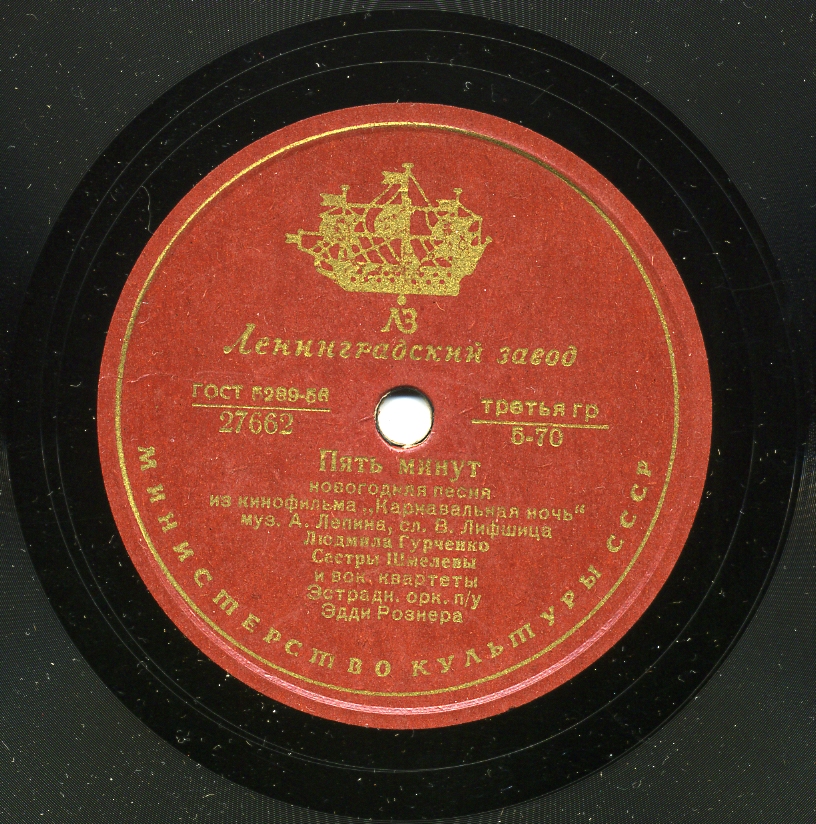 ЛЗ
Ленинградский завод
ГОСТ 5289-56
27662
третья гр
5-70
Пять минут
новогодняя песня
из кинофильма „Карнавальная ночь“
муз. А. Лепина, сл. В. Лифшица
Людмила Гурченко
Сестры Шмелевы
и вок. квартеты
Эстрадн. орк. п/у
Эдди Рознера
МИНИСТЕРСТВО КУЛЬТУРЫ СССР